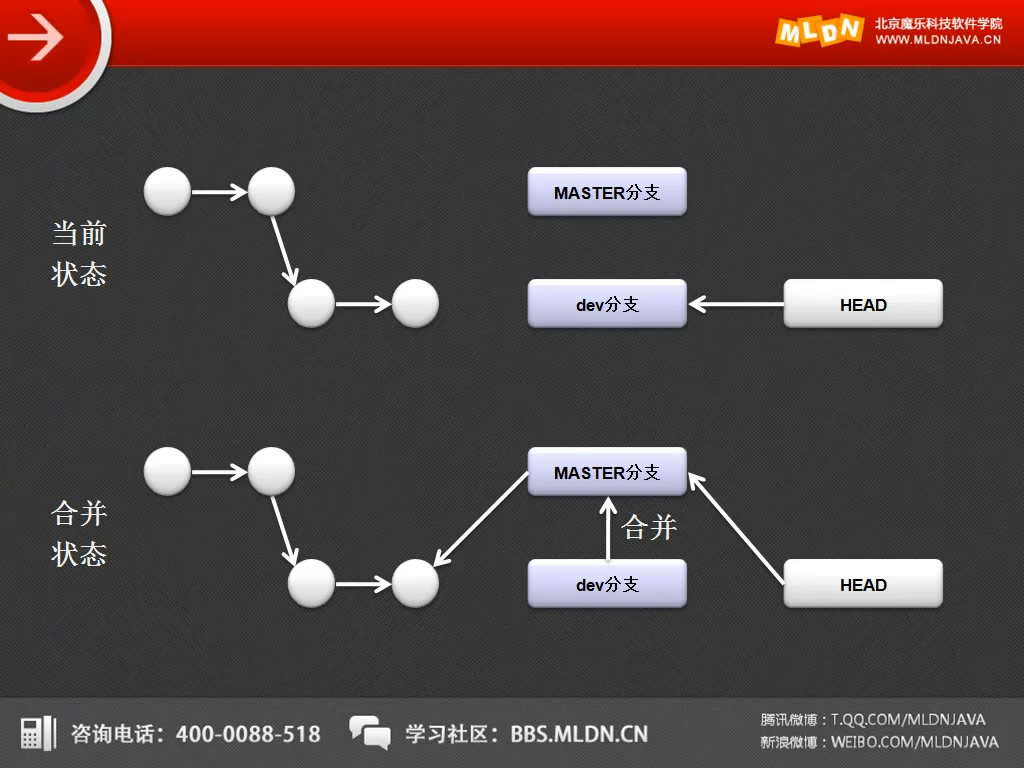 MLDN
北京魔乐科技软件学院
WWW.MLDNJAVA.CN
MASTER分支
当前
状态
dev分支
HEAD
MASTER分支
合并
状态
合并
dev分支
HEAD
咨询电话：400-0088-518
学习社区：BBS.MLDN.CN
腾讯微博：T.QQ.COM/MLDNJAVA
新浪微博：WEIBO.COM/MLDNJAVA